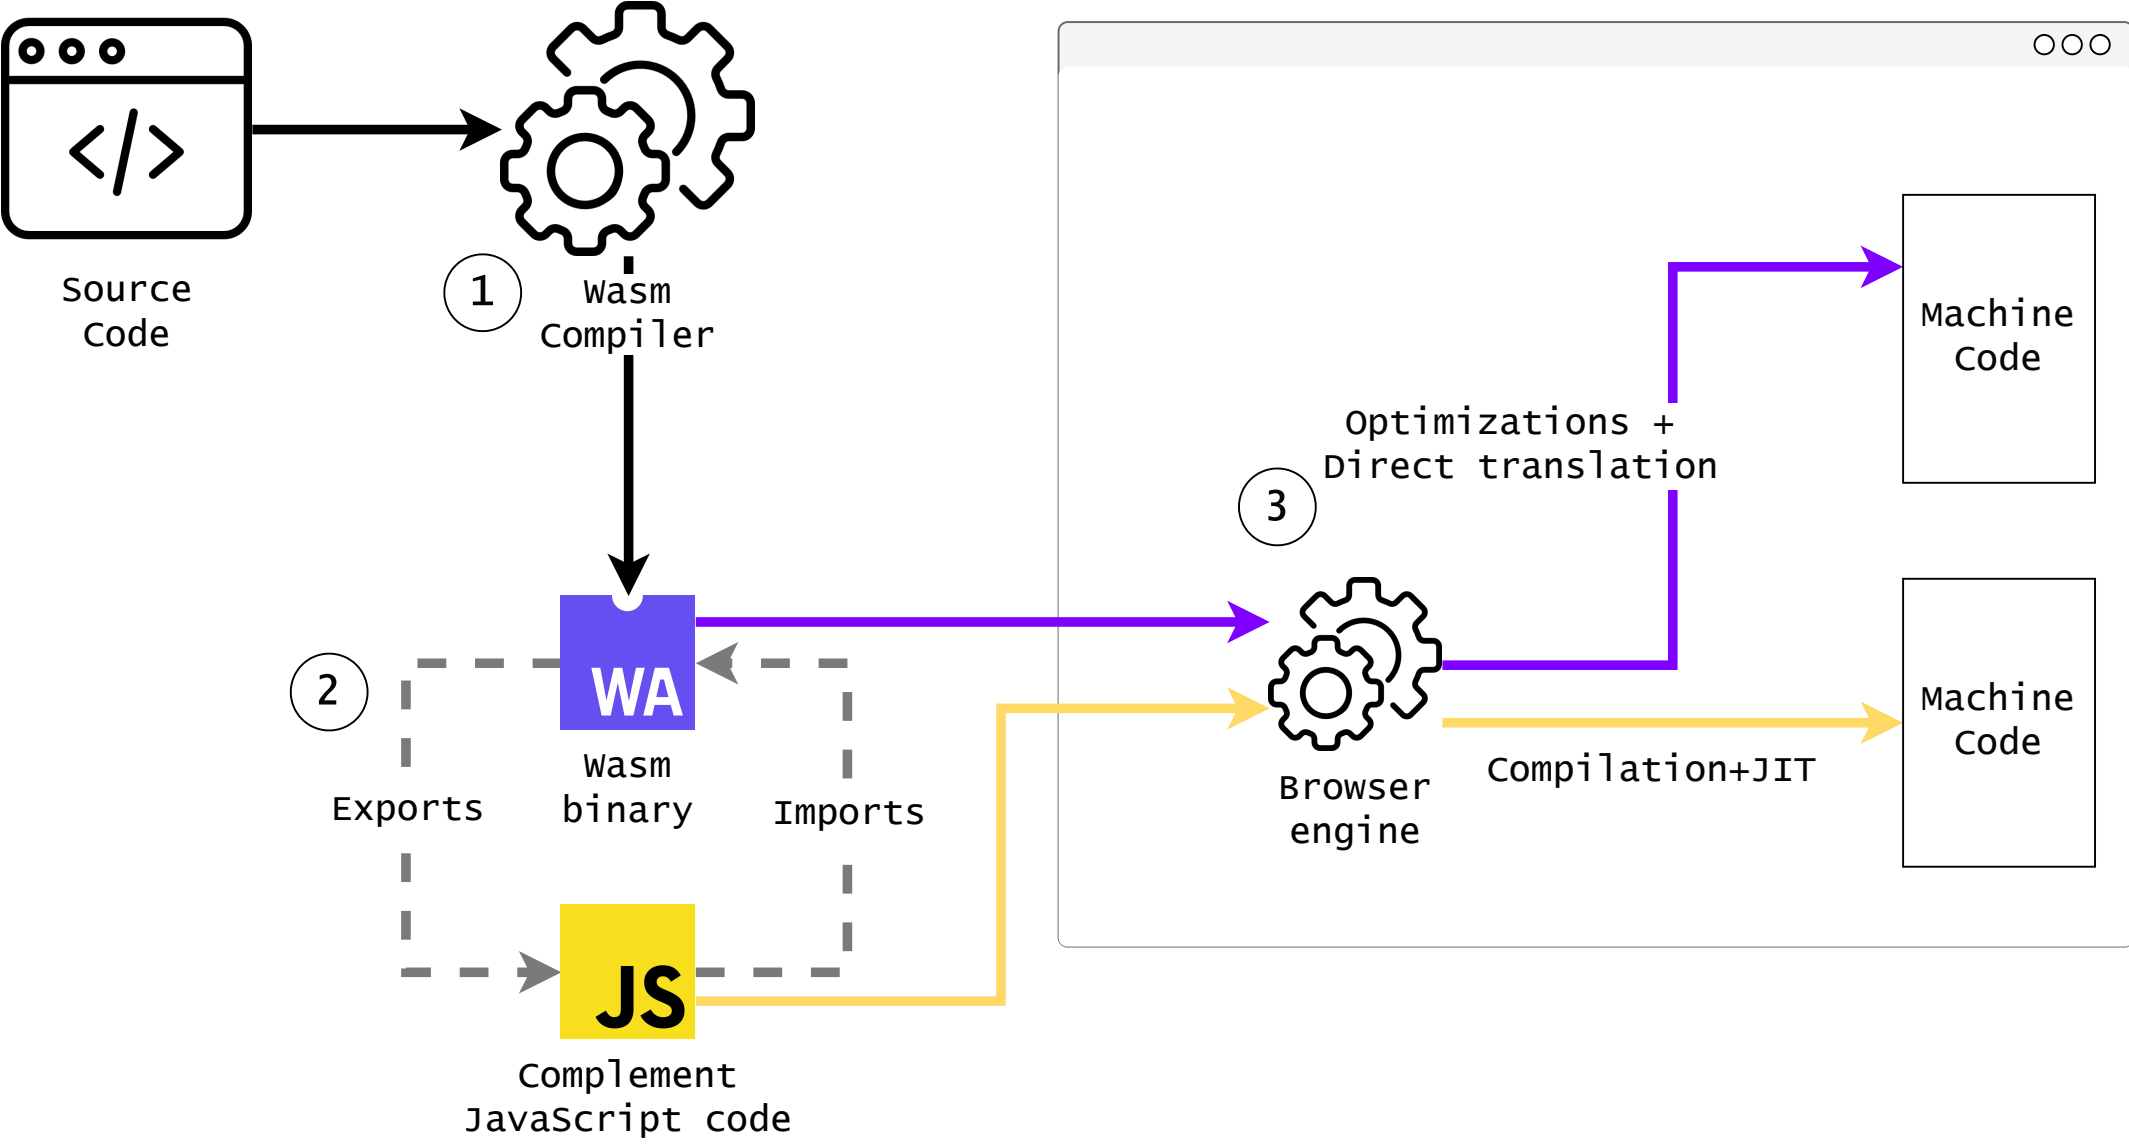 Source
Code
1
Wasm
Compiler
2
WA
Wasm
binary
Exports
Imports
JS
Complement
JavaScript code
3
Optimizations +
Direct translation
Browser
engine
Compilation+JIT
Machine
Code
Machine
Code